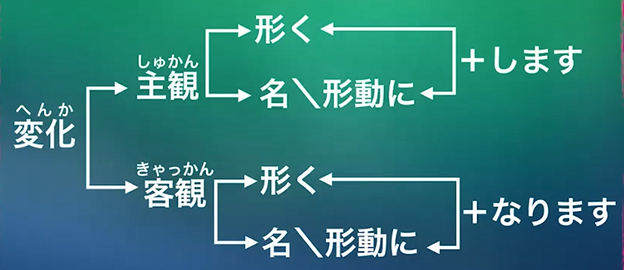 へんか
変化
しゅかん
主観
形く
名＼形動に
＋します
きゃっかん
客観
形く
名＼形動に
＋なります